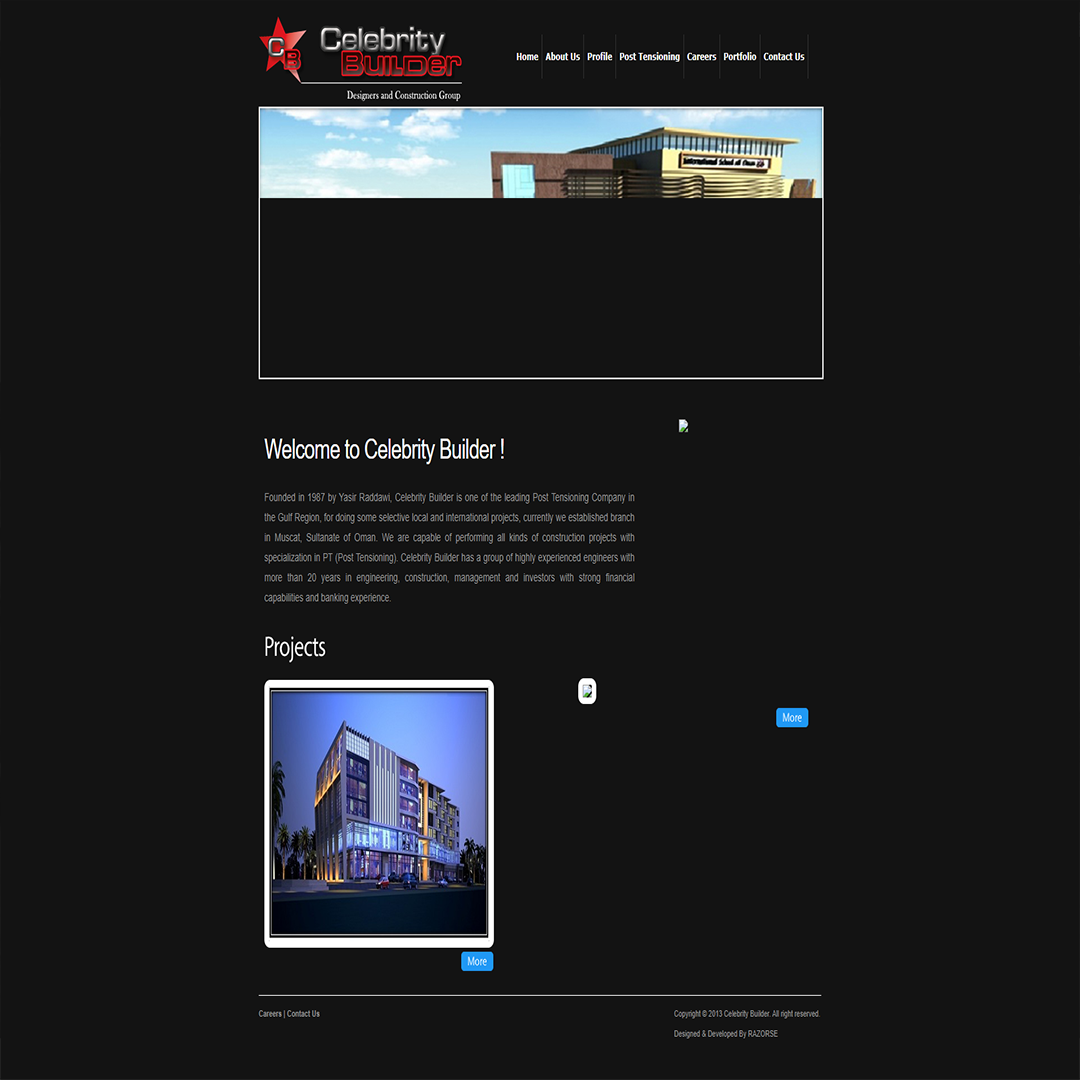 CB
Celebrity
Builder
Designers and Construction Group
Home About Us Profile Post Tensioning Careers Portfolio Contact Us
International School of Oman
Welcome to Celebrity Builder !
Founded in 1987 by Yasir Raddawi, Celebrity Builder is one of the leading Post Tensioning Company in
the Gulf Region, for doing some selective local and international projects, currently we established branch
in Muscat, Sultanate of Oman. We are capable of performing all kinds of construction projects with
specialization in PT (Post Tensioning). Celebrity Builder has a group of highly experienced engineers with
more than 20 years in engineering, construction, management and investors with strong financial
capabilities and banking experience.
Projects
More
More
Careers | Contact Us
Copyright © 2013 Celebrity Builder. All right reserved.
Designed & Developed By RAZORSE